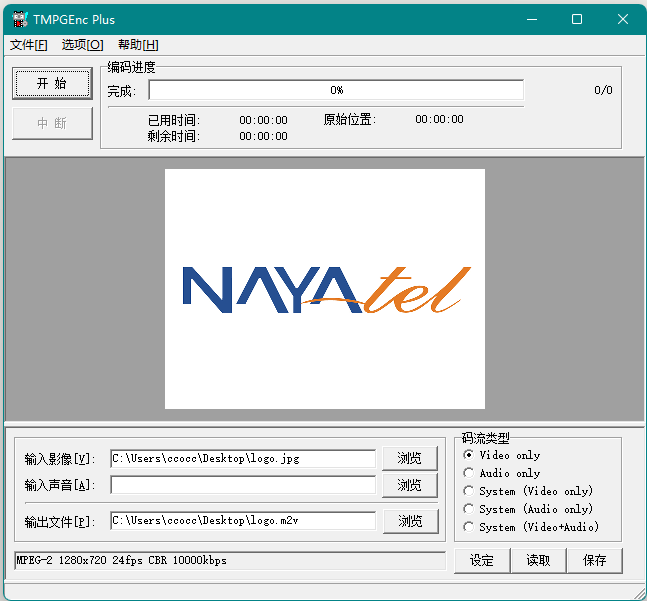 TMPGEnc Plus
文件[F] 选项[O] 帮助[H]
编码进度
开 始
完成: 0% 0/0
中 断
已用时间: 00:00:00 原始位置: 00:00:00
剩余时间: 00:00:00
NAYAtel
码流类型
输入影像[V]: C:\Users\ccocc\Desktop\logo.jpg 浏览
Video only
输入声音[A]: 浏览
Audio only
System (Video only)
System (Audio only)
输出文件[P]: C:\Users\ccocc\Desktop\logo.m2v 浏览
System (Video+Audio)
MPEG-2 1280x720 24fps CBR 10000kbps
设定 读取 保存